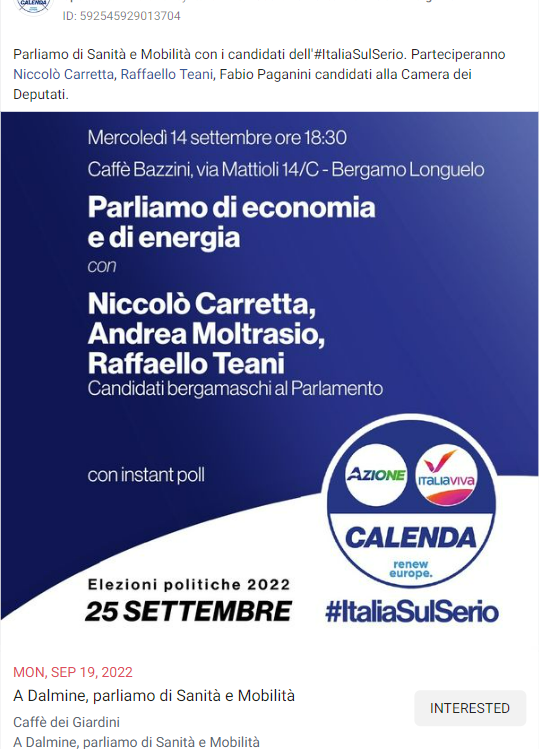 ID: 592545929013704
Parliamo di Sanità e Mobilità con i candidati dell'#ItaliaSulSerio. Parteciperanno
Niccolò Carretta, Raffaello Teani, Fabio Paganini candidati alla Camera dei
Deputati.
Mercoledì 14 settembre ore 18:30
Caffè Bazzini, via Mattioli 14/C - Bergamo Longuelo
Parliamo di economia
e di energia
con
Niccolò Carretta,
Andrea Moltrasio,
Raffaello Teani
Candidati bergamaschi al Parlamento
con instant poll
AZIONE
ITALIAVIVA
CALENDA
renew
europe.
Elezioni politiche 2022
25 SETTEMBRE
#ItaliaSulSerio
MON, SEP 19, 2022
A Dalmine, parliamo di Sanità e Mobilità
INTERESTED
Caffè dei Giardini
A Dalmine, parliamo di Sanità e Mobilità